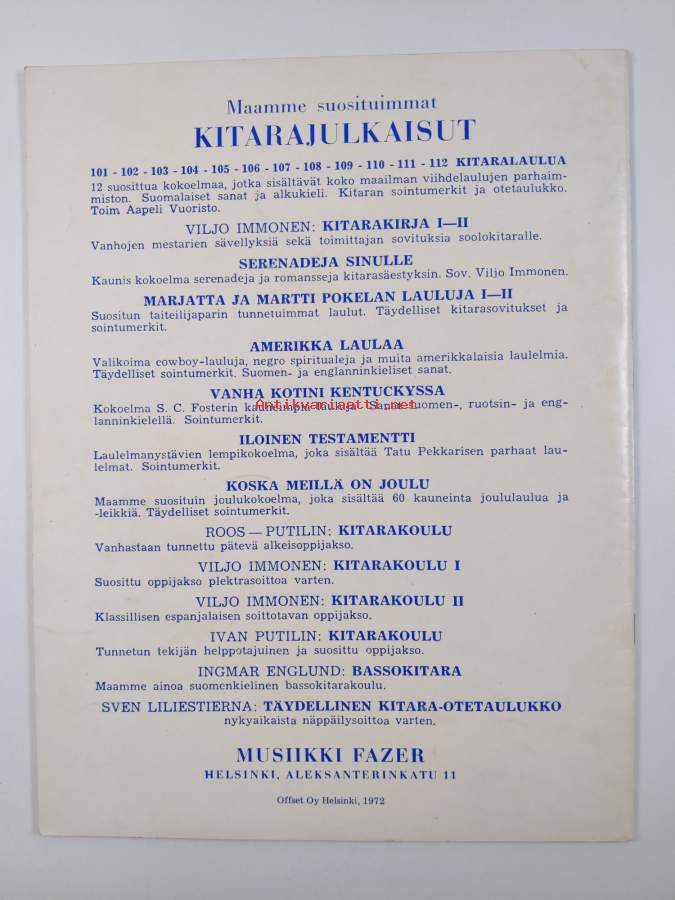 Maamme suosituimmat
KITARAJULKAISUT
101 - 102 - 103 - 104 - 105 - 106 - 107 - 108 - 109 - 110 - 111 - 112 KITARALAULUA
12 suosittua kokoelmaa, jotka sisältävät koko maailman viihdelaulujen parhaim-
miston. Suomalaiset sanat ja alkukieli. Kitaran sointumerkit ja otetaulukko.
Toim Aapeli Vuoristo.
VILJO IMMONEN: KITARAKIRJA I—II
Vanhojen mestarien sävellyksiä sekä toimittajan sovituksia soolokitaralle.
SERENADEJA SINULLE
Kaunis kokoelma serenadeja ja romansseja kitarasäestyksin. Sov. Viljo Immonen.
MARJATTA JA MARTTI POKELAN LAULUJA I—II
Suositun taiteilijaparin tunnetuimmat laulut. Täydelliset kitarasovitukset ja
sointumerkit.
AMERIKKA LAULAA
Valikoima cowboy-lauluja, negro spiritualeja ja muita amerikkalaisia laulelmia.
Täydelliset sointumerkit. Suomen- ja englanninkieliset sanat.
VANHA KOTINI KENTUCKYSSA
Antikvariaatti.net
Kokoelma S. C. Fosterin kauneimpia lauluja. Sanat suomen-, ruotsin- ja eng-
lanninkielellä. Sointumerkit.
ILOINEN TESTAMENTTI
Laulelmanystävien lempikokoelma, joka sisältää Tatu Pekkarisen parhaat lau-
lelmat. Sointumerkit.
KOSKA MEILLÄ ON JOULU
Maamme suosituin joulukokoelma, joka sisältää 60 kauneinta joululaulua ja
-leikkiä. Täydelliset sointumerkit.
ROOS — PUTILIN: KITARAKOULU
Vanhastaan tunnettu pätevä alkeisoppijakso.
VILJO IMMONEN: KITARAKOULU I
Suosittu oppijakso plektrasoittoa varten.
VILJO IMMONEN: KITARAKOULU II
Klassillisen espanjalaisen soittotavan oppijakso.
IVAN PUTILIN: KITARAKOULU
Tunnetun tekijän helppotajuinen ja suosittu oppijakso.
INGMAR ENGLUND: BASSOKITARA
Maamme ainoa suomenkielinen bassokitarakoulu.
SVEN LILIESTIERNA: TÄYDELLINEN KITARA-OTETAULUKKO
nykyaikaista näppäilysoittoa varten.
MUSIIKKI FAZER
HELSINKI, ALEKSANTERINKATU 11
Offset Oy Helsinki, 1972